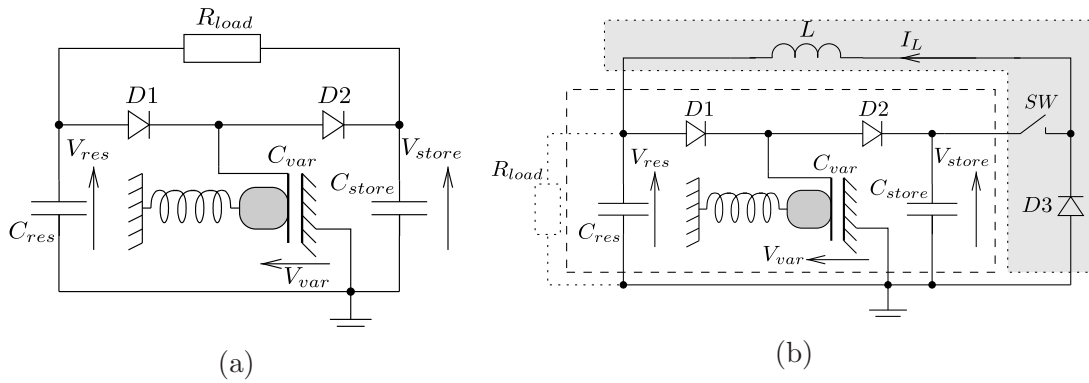 R_load
D1
D2
V_res
C_var
V_store
C_store
C_res
V_var
(a)
L
I_L
SW
D1
D2
V_res
C_var
V_store
R_load
C_store
C_res
D3
V_var
(b)